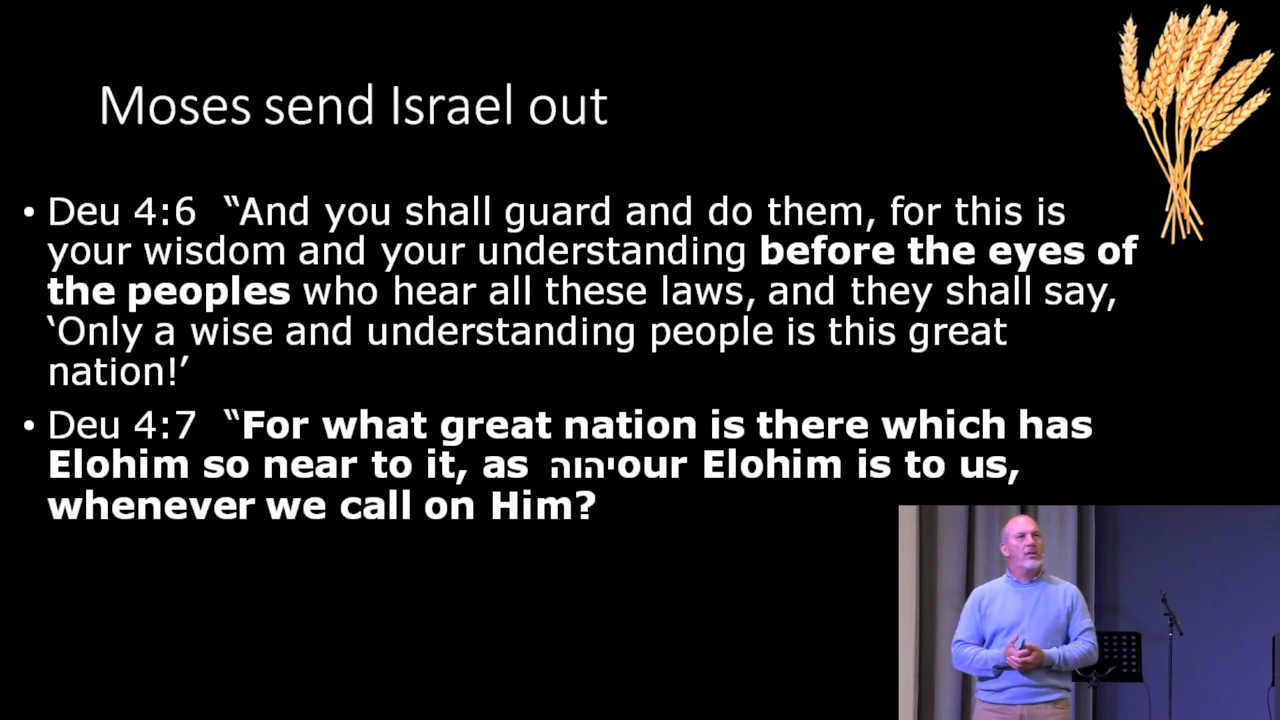 Moses send Israel out
• Deu 4:6 “And you shall guard and do them, for this is
your wisdom and your understanding before the eyes of
the peoples who hear all these laws, and they shall say,
‘Only a wise and understanding people is this great
nation!’
• Deu 4:7 “For what great nation is there which has
Elohim so near to it, as יהוהour Elohim is to us,
whenever we call on Him?